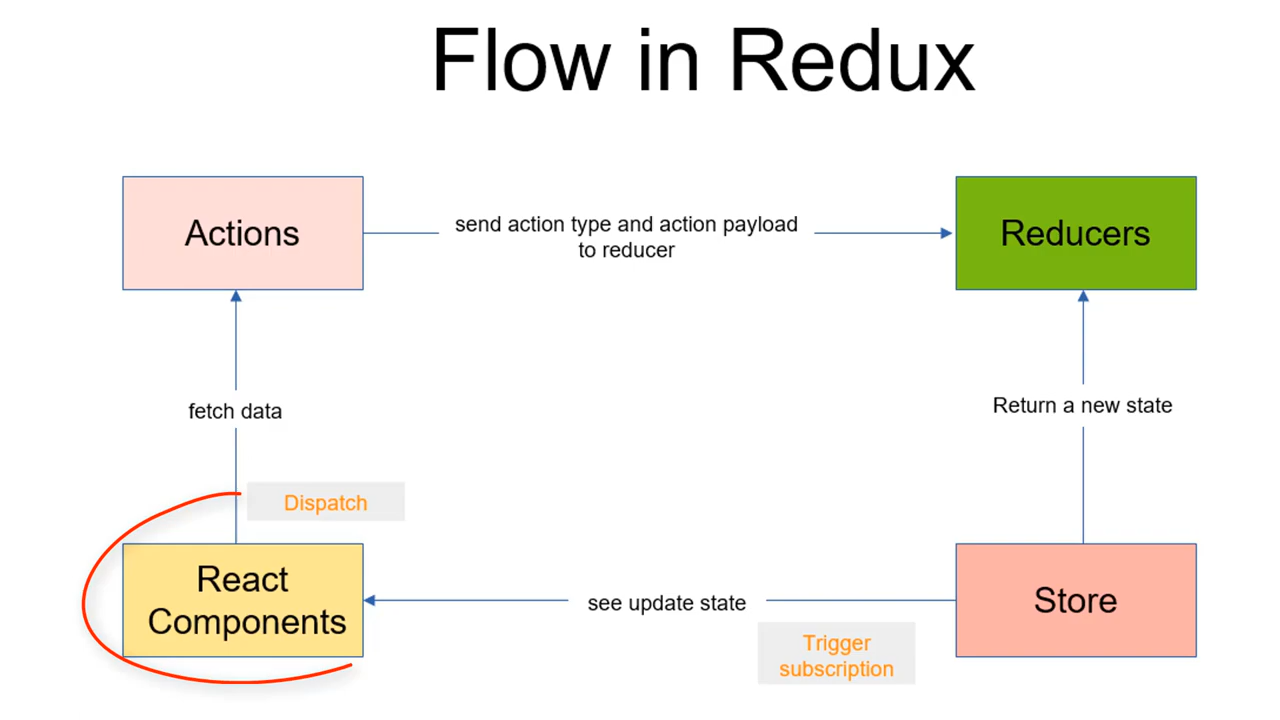 Flow in Redux
Actions
send action type and action payload
to reducer
Reducers
fetch data
Return a new state
Dispatch
React
Components
see update state
Store
Trigger
subscription